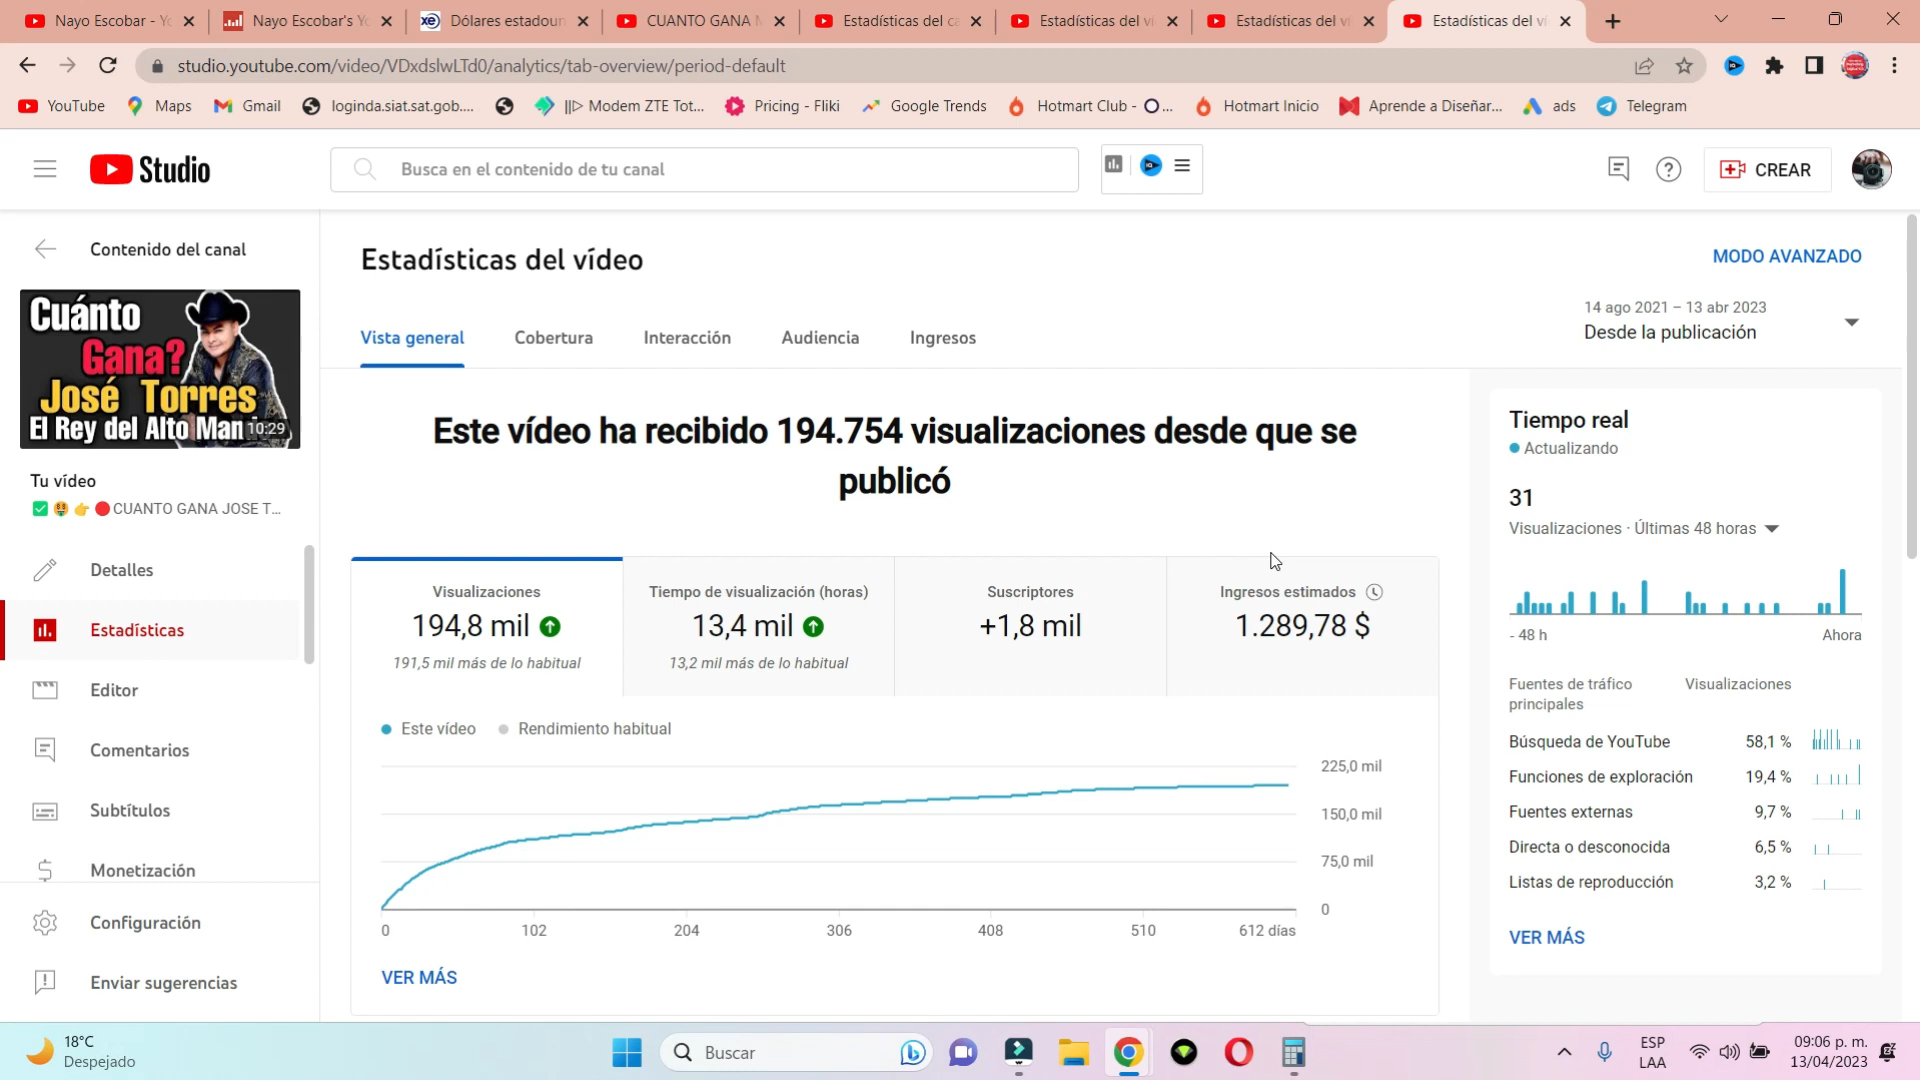 Nayo Escobar - Yo
Nayo Escobar's Yo
xe
Dólares estadoun
CUANTO GANA N
Estadísticas del ca
Estadísticas del ví
Estadísticas del ví
Estadísticas del ví
studio.youtube.com/video/VDxdslwLTd0/analytics/tab-overview/period-default
YouTube
Maps
Gmail
loginda.siat.sat.gob....
||▷ Modem ZTE Tot...
Pricing - Fliki
Google Trends
Hotmart Club - O...
Hotmart Inicio
Aprende a Diseñar...
ads
Telegram
Studio
Busca en el contenido de tu canal
CREAR
Contenido del canal
Cuánto
Gana?
José Torres
El Rey del Alto Man
10:29
Tu vídeo
CUANTO GANA JOSE T...
Detalles
Estadísticas
Editor
Comentarios
Subtítulos
Monetización
Configuración
Enviar sugerencias
Estadísticas del vídeo
MODO AVANZADO
14 ago 2021 – 13 abr 2023
Desde la publicación
Vista general
Cobertura
Interacción
Audiencia
Ingresos
Este vídeo ha recibido 194.754 visualizaciones desde que se
publicó
Visualizaciones
194,8 mil
191,5 mil más de lo habitual
Tiempo de visualización (horas)
13,4 mil
13,2 mil más de lo habitual
Suscriptores
+1,8 mil
Ingresos estimados
1.289,78 $
Este vídeo
Rendimiento habitual
225,0 mil
150,0 mil
75,0 mil
0
0
102
204
306
408
510
612 días
VER MÁS
Tiempo real
Actualizando
31
Visualizaciones · Últimas 48 horas
- 48 h
Ahora
Fuentes de tráfico
principales
Visualizaciones
Búsqueda de YouTube 58,1 %
Funciones de exploración 19,4 %
Fuentes externas 9,7 %
Directa o desconocida 6,5 %
Listas de reproducción 3,2 %
VER MÁS
18°C
Despejado
Buscar
ESP
LAA
09:06 p. m.
13/04/2023